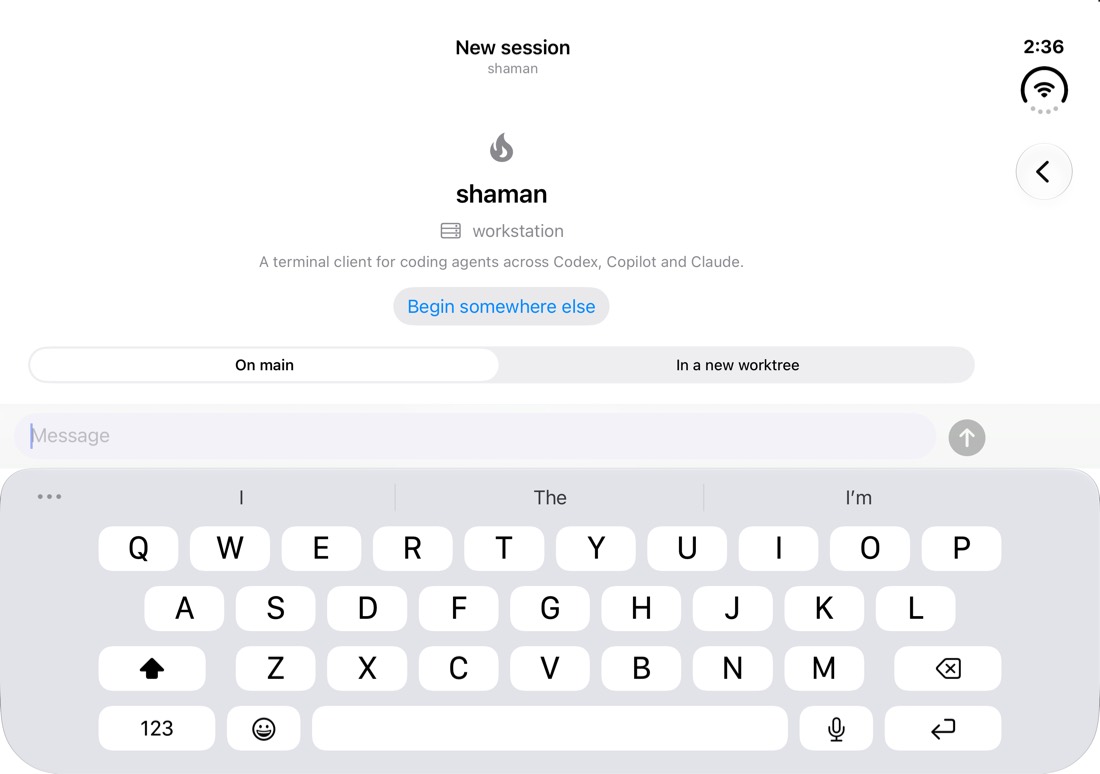 New session
shaman
2:36
shaman
workstation
A terminal client for coding agents across Codex, Copilot and Claude.
Begin somewhere else
On main
In a new worktree
Message
I
The
I'm
Q W E R T Y U I O P
A S D F G H J K L
Z X C V B N M
123